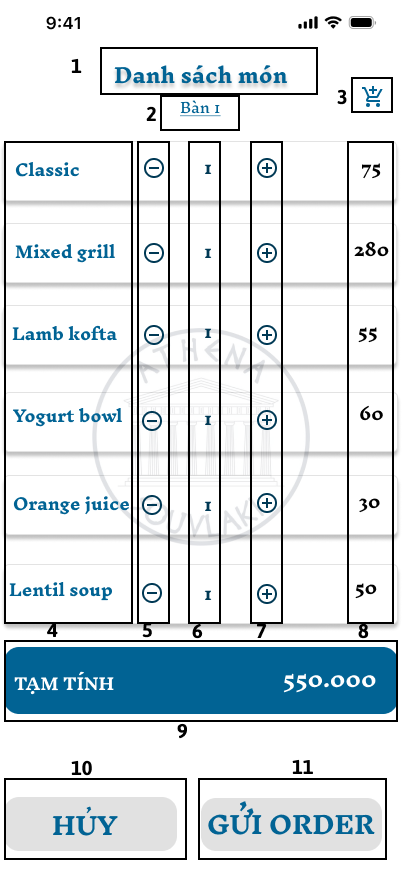 9:41
1 Danh sách món
2 Bàn 1
3
Classic 1 75
Mixed grill 1 280
Lamb kofta 1 55
ATHENA
Yogurt bowl 1 60
Orange juice 1 30
SOUVLAKI
Lentil soup 1 50
4 5 6 7 8
TẠM TÍNH 550.000
9
10 11
HỦY GỬI ORDER